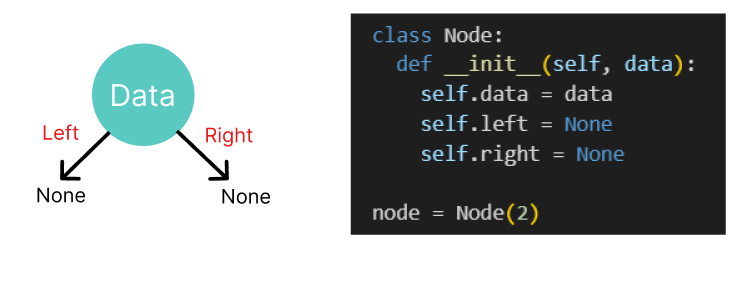 Data
Left
Right
None
None
class Node:
  def __init__(self, data):
    self.data = data
    self.left = None
    self.right = None

node = Node(2)